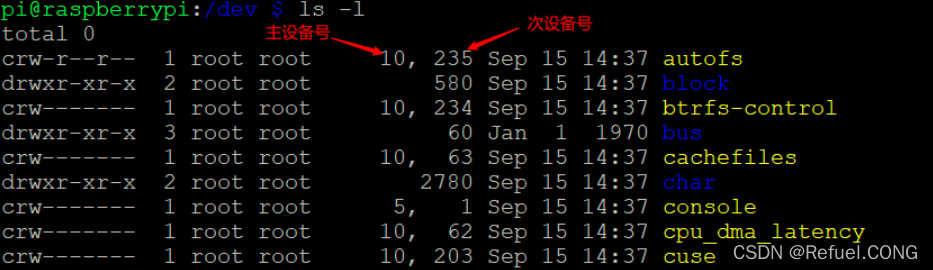 pi@raspberrypi:/dev $ ls -l
total 0 主设备号 次设备号
crw-r--r-- 1 root root 10, 235 Sep 15 14:37 autofs
drwxr-xr-x 2 root root 580 Sep 15 14:37 block
crw------- 1 root root 10, 234 Sep 15 14:37 btrfs-control
drwxr-xr-x 3 root root 60 Jan 1 1970 bus
crw------- 1 root root 10, 63 Sep 15 14:37 cachefiles
drwxr-xr-x 2 root root 2780 Sep 15 14:37 char
crw------- 1 root root 5, 1 Sep 15 14:37 console
crw------- 1 root root 10, 62 Sep 15 14:37 cpu_dma_latency
crw------- 1 root root 10, 203 Sep 15 14:37 cuse
CSDN @Refuel.CONG